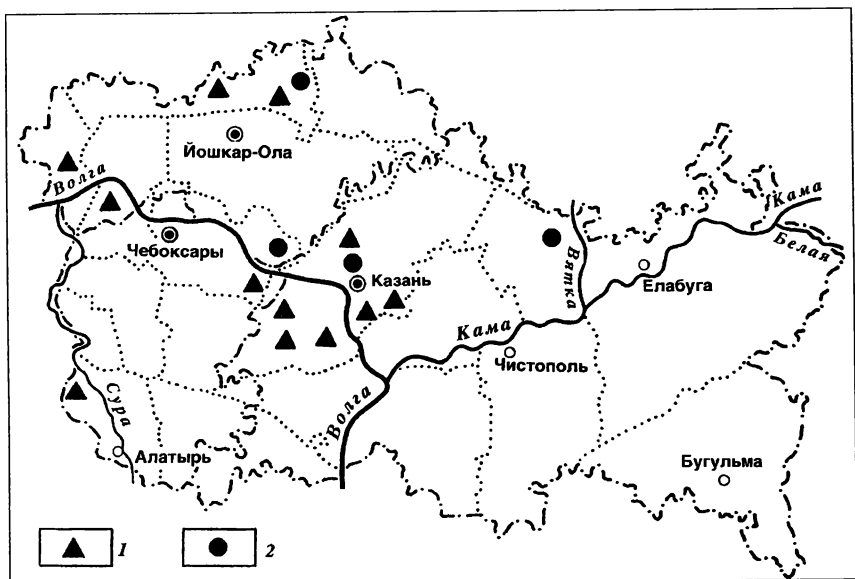 Йошкар-Ола
Волга
Кама
Белая
Чебоксары
Вятка
Казань
Елабуга
Кама
Чистополь
Сура
Волга
Алатырь
Бугульма
1
2